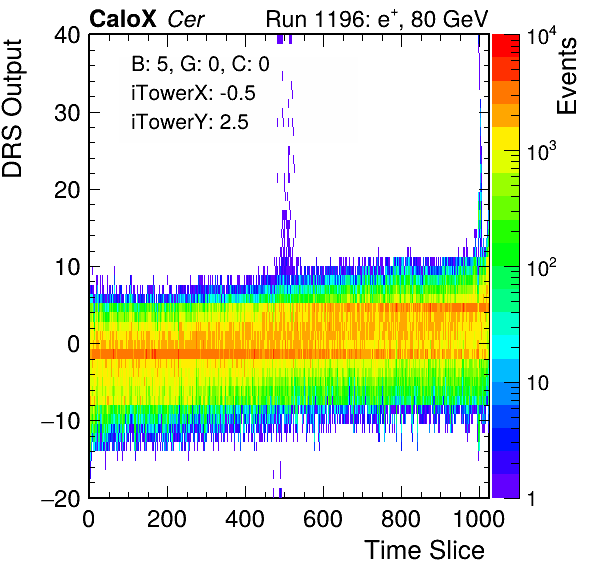 CaloX Cer Run 1196: e+, 80 GeV
B: 5, G: 0, C: 0
iTowerX: -0.5
iTowerY: 2.5
DRS Output
40
30
20
10
0
−10
−20
0 200 400 600 800 1000
Time Slice
Events
10^4
10^3
10^2
10
1